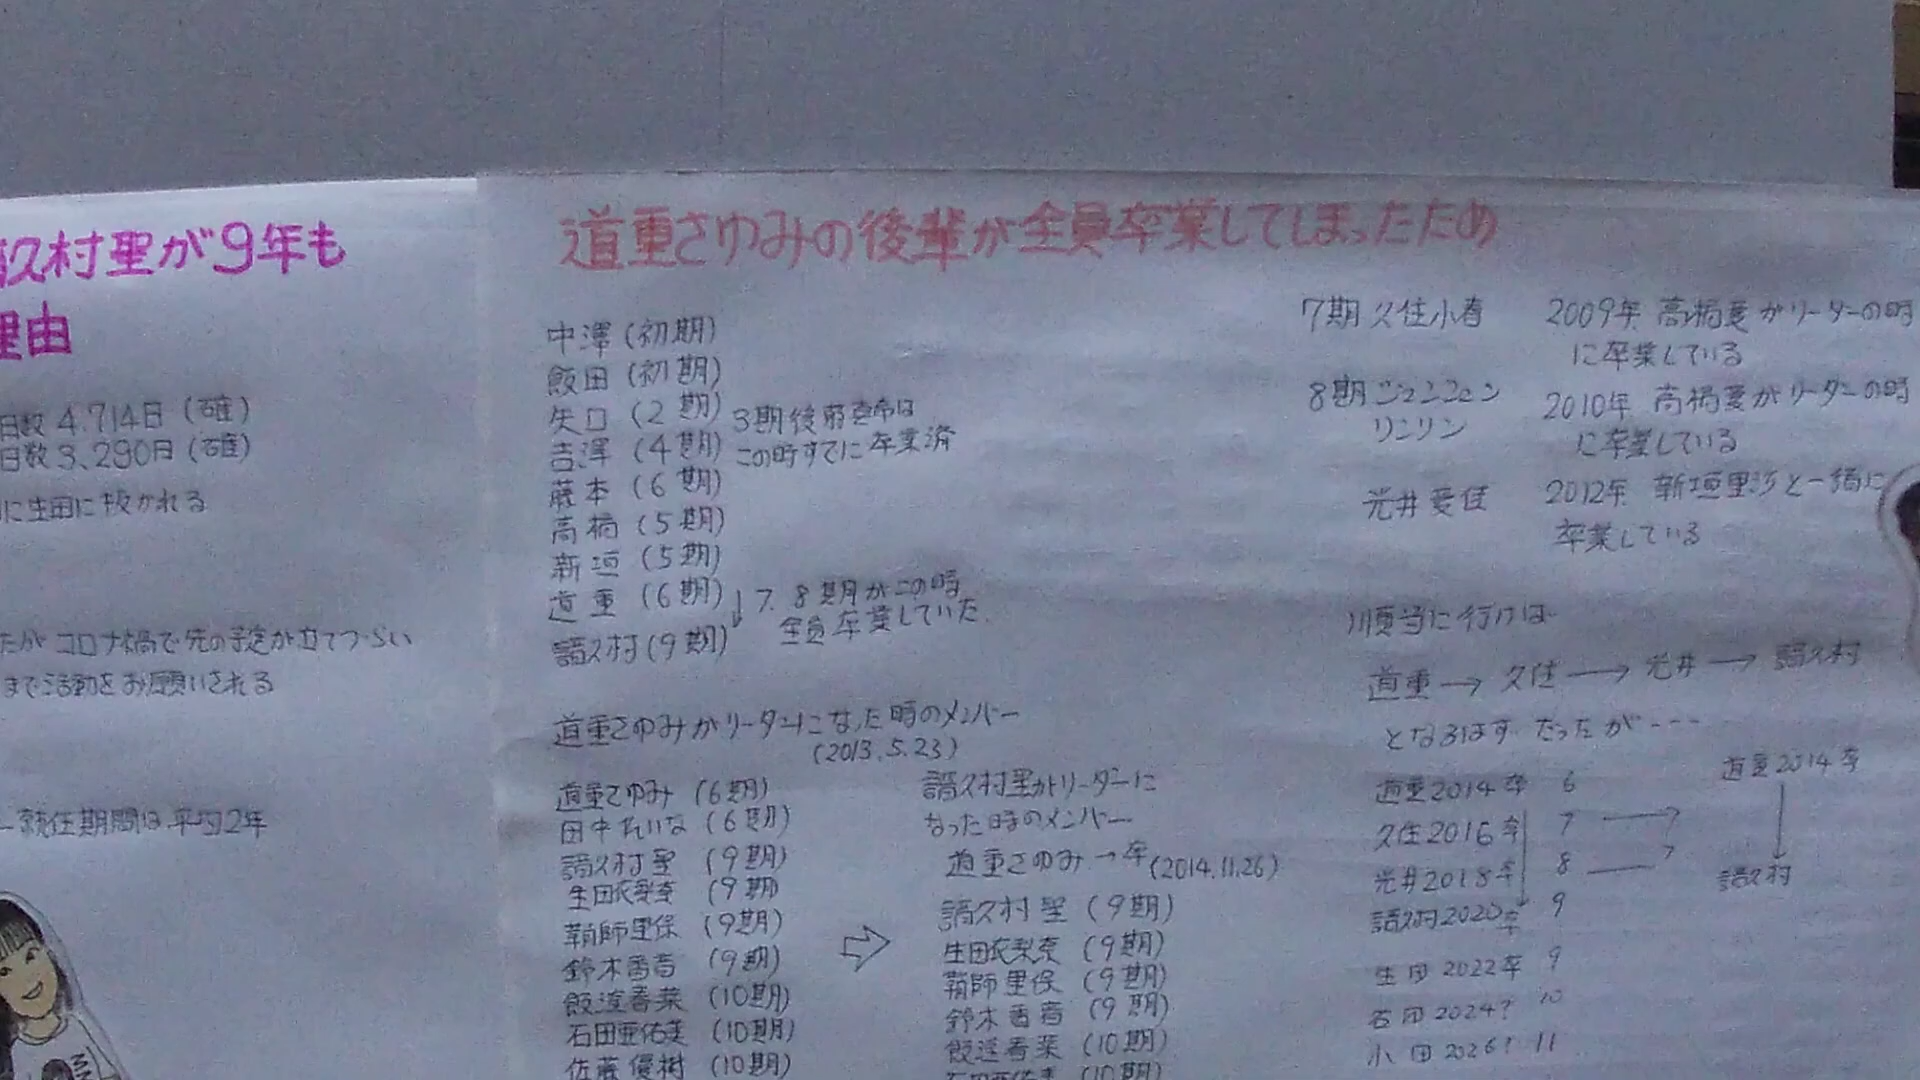 久村聖が9年も
理由
日数 4.714日 (確)
日数 3.290日 (確)
に生田に抜かれる
たが コロナ禍で先の予定が立てづらい
まで活動をお願いされる
就任期間は平均2年
道重さゆみの後輩が全員卒業してしまったため
中澤 (初期)
飯田 (初期)
矢口 (2期)
吉澤 (4期)
藤本 (6期)
高橋 (5期)
新垣 (5期)
道重 (6期)
譜久村 (9期)
3期後藤真希は
この時すでに卒業済
↓ 7. 8期がこの時
全員卒業していた
道重さゆみがリーダーになった時のメンバー
(2013.5.23)
道重さゆみ (6期)
田中れいな (6期)
譜久村聖 (9期)
生田衣梨奈 (9期)
鞘師里保 (9期)
鈴木香音 (9期)
飯窪春菜 (10期)
石田亜佑美 (10期)
佐藤優樹 (10期)
⇨
譜久村聖がリーダーに
なった時のメンバー
道重さゆみ→卒 (2014.11.26)
譜久村聖 (9期)
生田衣梨奈 (9期)
鞘師里保 (9期)
鈴木香音 (9期)
飯窪春菜 (10期)
石田亜佑美 (10期)
7期 久住小春 2009年 高橋愛がリーダーの時
に卒業している
8期 ジュンジュン 2010年 高橋愛がリーダーの時
リンリン に卒業している
光井愛佳 2012年 新垣里沙と一緒に
卒業している
順当に行けば
道重→久住→光井→譜久村
となるはずだったが---
道重2014卒 6
久住2016卒 7 → ?
光井2018卒 8 — ?
譜久村2020卒 9
生田 2022卒 9
石田 2024? 10
小田 2026? 11
道重2014卒
↓
譜久村